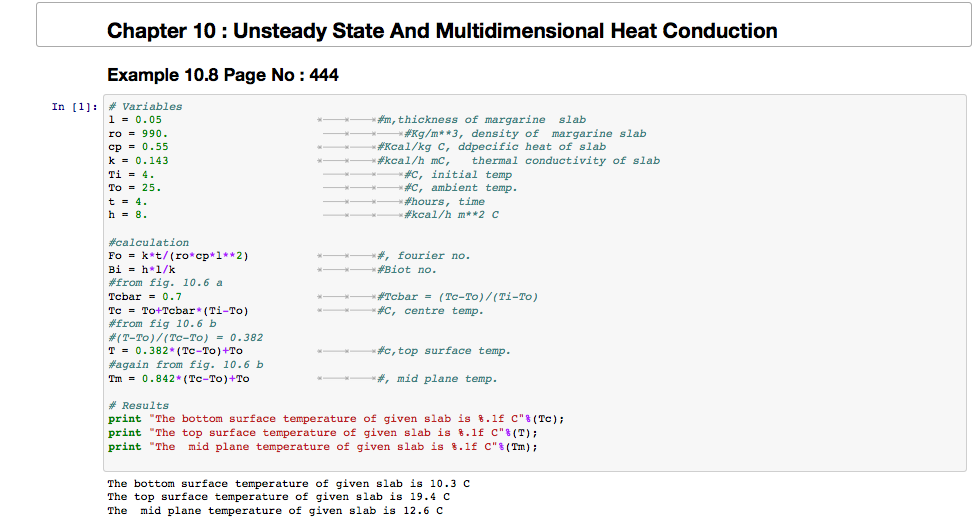 Chapter 10 : Unsteady State And Multidimensional Heat Conduction
Example 10.8 Page No : 444
In [1]: # Variables
l = 0.05 #m,thickness of margarine slab
ro = 990. #Kg/m**3, density of margarine slab
cp = 0.55 #Kcal/kg C, ddpecific heat of slab
k = 0.143 #kcal/h mC, thermal conductivity of slab
Ti = 4. #C, initial temp
To = 25. #C, ambient temp.
t = 4. #hours, time
h = 8. #kcal/h m**2 C
#calculation
Fo = k*t/(ro*cp*l**2) #, fourier no.
Bi = h*l/k #Biot no.
#from fig. 10.6 a
Tcbar = 0.7 #Tcbar = (Tc-To)/(Ti-To)
Tc = To+Tcbar*(Ti-To) #C, centre temp.
#from fig 10.6 b
#(T-To)/(Tc-To) = 0.382
T = 0.382*(Tc-To)+To #c,top surface temp.
#again from fig. 10.6 b
Tm = 0.842*(Tc-To)+To #, mid plane temp.
# Results
print "The bottom surface temperature of given slab is %.1f C"%(Tc);
print "The top surface temperature of given slab is %.1f C"%(T);
print "The  mid plane temperature of given slab is %.1f C"%(Tm);
The bottom surface temperature of given slab is 10.3 C
The top surface temperature of given slab is 19.4 C
The  mid plane temperature of given slab is 12.6 C